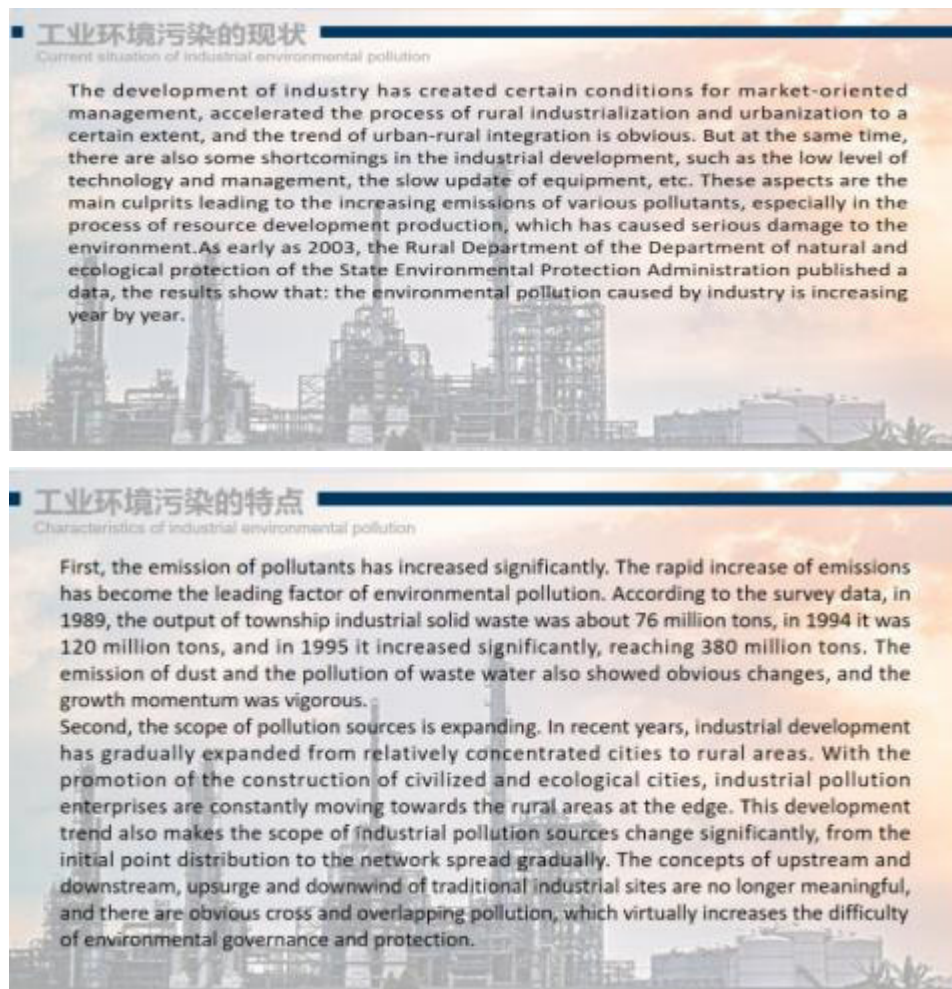 工业环境污染的现状
Current situation of industrial environmental pollution
The development of industry has created certain conditions for market-oriented
management, accelerated the process of rural industrialization and urbanization to a
certain extent, and the trend of urban-rural integration is obvious. But at the same time,
there are also some shortcomings in the industrial development, such as the low level of
technology and management, the slow update of equipment, etc. These aspects are the
main culprits leading to the increasing emissions of various pollutants, especially in the
process of resource development production, which has caused serious damage to the
environment.As early as 2003, the Rural Department of the Department of natural and
ecological protection of the State Environmental Protection Administration published a
data, the results show that: the environmental pollution caused by industry is increasing
year by year.
工业环境污染的特点
Characteristics of industrial environmental pollution
First, the emission of pollutants has increased significantly. The rapid increase of emissions
has become the leading factor of environmental pollution. According to the survey data, in
1989, the output of township industrial solid waste was about 76 million tons, in 1994 it was
120 million tons, and in 1995 it increased significantly, reaching 380 million tons. The
emission of dust and the pollution of waste water also showed obvious changes, and the
growth momentum was vigorous.
Second, the scope of pollution sources is expanding. In recent years, industrial development
has gradually expanded from relatively concentrated cities to rural areas. With the
promotion of the construction of civilized and ecological cities, industrial pollution
enterprises are constantly moving towards the rural areas at the edge. This development
trend also makes the scope of industrial pollution sources change significantly, from the
initial point distribution to the network spread gradually. The concepts of upstream and
downstream, upsurge and downwind of traditional industrial sites are no longer meaningful,
and there are obvious cross and overlapping pollution, which virtually increases the difficulty
of environmental governance and protection.